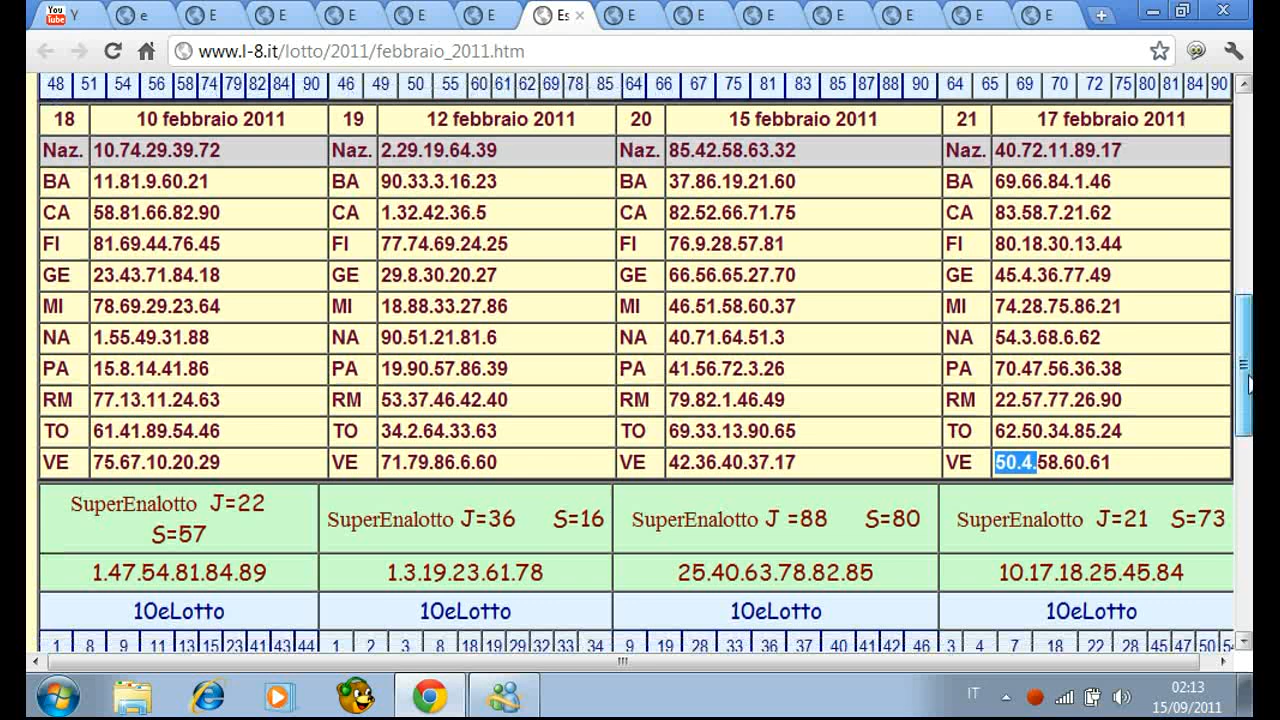 You Tube Y e E E E E E Es E E E E E E E
www.l-8.it/lotto/2011/febbraio_2011.htm
48 51 54 56 58 74 79 82 84 90 46 49 50 55 60 61 62 69 78 85 64 66 67 75 81 83 85 87 88 90 64 65 69 70 72 75 80 81 84 90
18 10 febbraio 2011 19 12 febbraio 2011 20 15 febbraio 2011 21 17 febbraio 2011
Naz. 10.74.29.39.72 Naz. 2.29.19.64.39 Naz. 85.42.58.63.32 Naz. 40.72.11.89.17
BA 11.81.9.60.21 BA 90.33.3.16.23 BA 37.86.19.21.60 BA 69.66.84.1.46
CA 58.81.66.82.90 CA 1.32.42.36.5 CA 82.52.66.71.75 CA 83.58.7.21.62
FI 81.69.44.76.45 FI 77.74.69.24.25 FI 76.9.28.57.81 FI 80.18.30.13.44
GE 23.43.71.84.18 GE 29.8.30.20.27 GE 66.56.65.27.70 GE 45.4.36.77.49
MI 78.69.29.23.64 MI 18.88.33.27.86 MI 46.51.58.60.37 MI 74.28.75.86.21
NA 1.55.49.31.88 NA 90.51.21.81.6 NA 40.71.64.51.3 NA 54.3.68.6.62
PA 15.8.14.41.86 PA 19.90.57.86.39 PA 41.56.72.3.26 PA 70.47.56.36.38
RM 77.13.11.24.63 RM 53.37.46.42.40 RM 79.82.1.46.49 RM 22.57.77.26.90
TO 61.41.89.54.46 TO 34.2.64.33.63 TO 69.33.13.90.65 TO 62.50.34.85.24
VE 75.67.10.20.29 VE 71.79.86.6.60 VE 42.36.40.37.17 VE 50.4.58.60.61
SuperEnalotto J=22 S=57 SuperEnalotto J=36 S=16 SuperEnalotto J =88 S=80 SuperEnalotto J=21 S=73
1.47.54.81.84.89 1.3.19.23.61.78 25.40.63.78.82.85 10.17.18.25.45.84
10eLotto 10eLotto 10eLotto 10eLotto
1 8 9 11 13 15 23 41 43 44 1 2 3 8 19 23 29 32 33 34 9 19 28 33 37 40 41 42 46 3 4 7 18 22 28 45 47 50
IT 02:13
15/09/2011